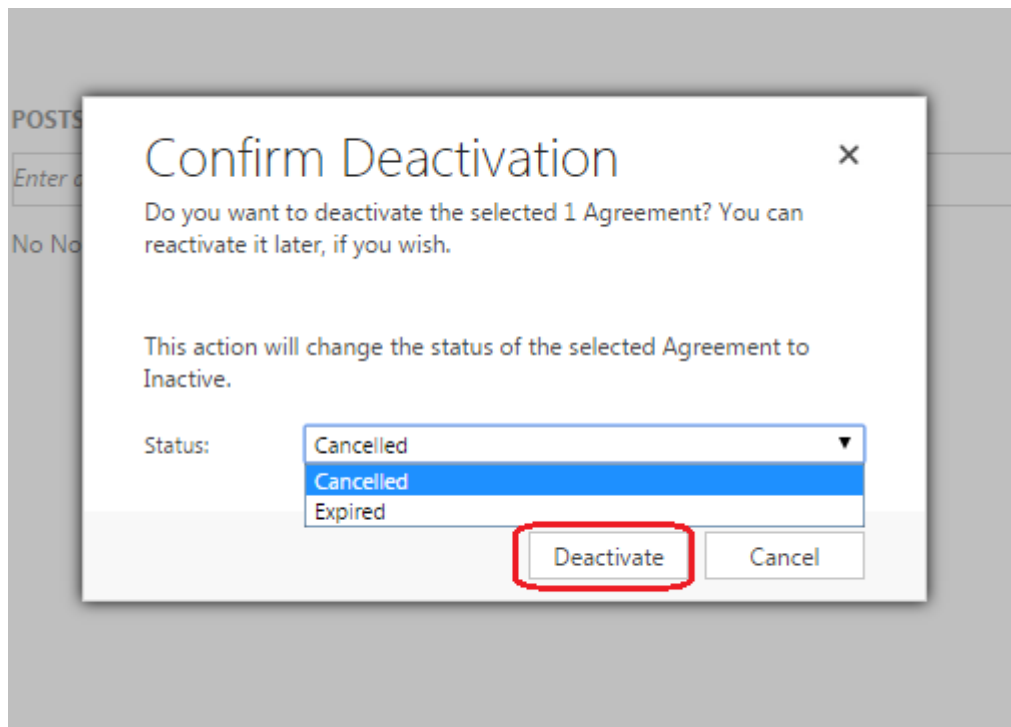 POSTS
Enter
No No
Confirm Deactivation
Do you want to deactivate the selected 1 Agreement? You can
reactivate it later, if you wish.
This action will change the status of the selected Agreement to
Inactive.
Status: Cancelled
Cancelled
Expired
Deactivate Cancel